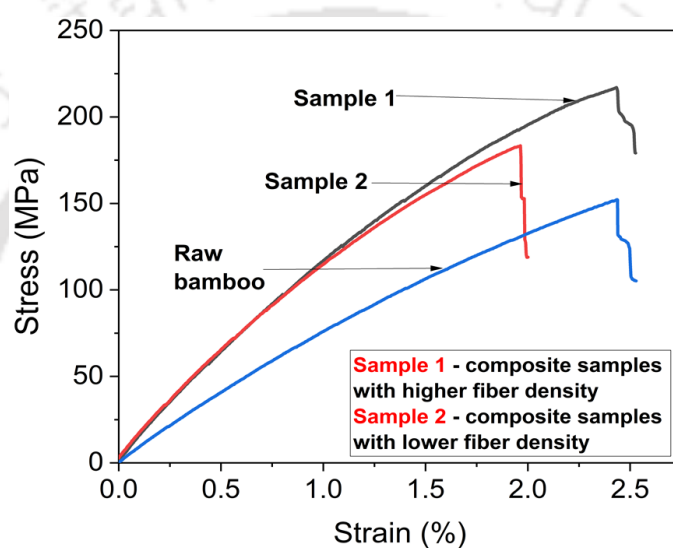 250
200
150
100
50
0
Stress (MPa)
Sample 1
Sample 2
Raw
bamboo
Sample 1 - composite samples
with higher fiber density
Sample 2 - composite samples
with lower fiber density
0.0 0.5 1.0 1.5 2.0 2.5
Strain (%)